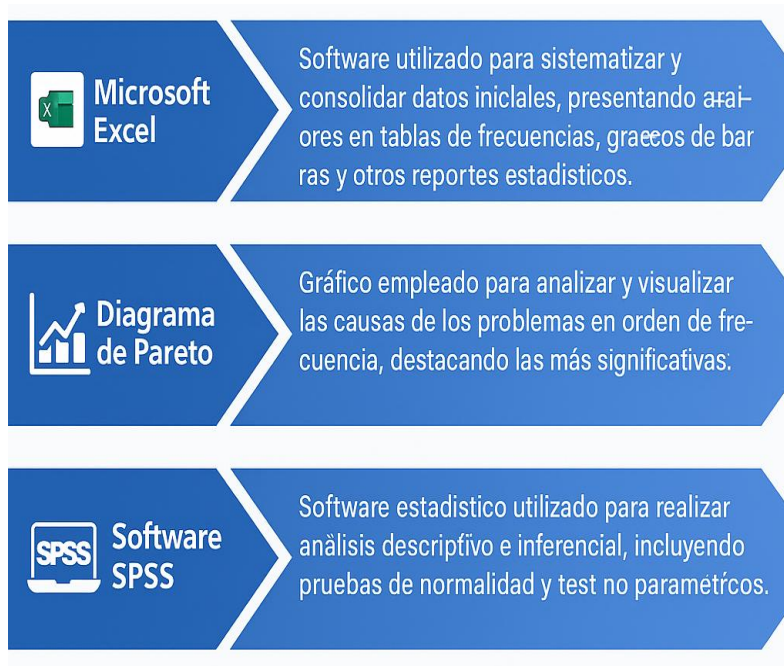 Microsoft
Excel
Software utilizado para sistematizar y
consolidar datos iniclales, presentando
ores en tablas de frecuencias, graecos de bar
ras y otros reportes estadisticos.
Diagrama
de Pareto
Gráfico empleado para analizar y visualizar
las causas de los problemas en orden de fre-
cuencia, destacando las más significativas.
SPSS
Software
SPSS
Software estadistico utilizado para realizar
anàlisis descriptivo e inferencial, incluyendo
pruebas de normalidad y test no paramétrcos.